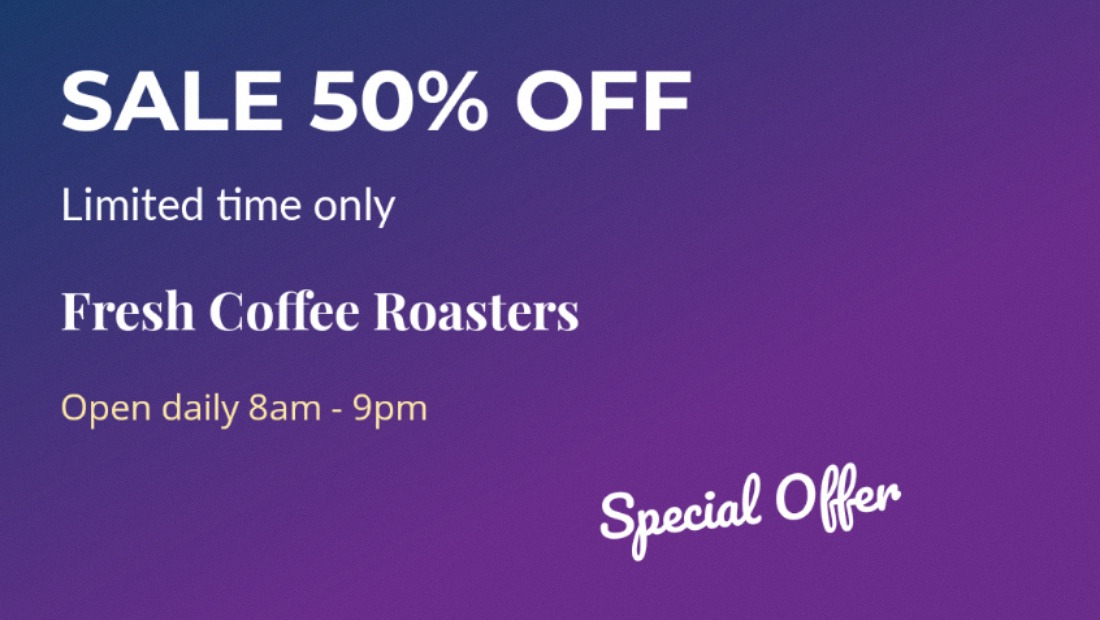 SALE 50% OFF
Limited time only
Fresh Coffee Roasters
Open daily 8am - 9pm
Special Offer